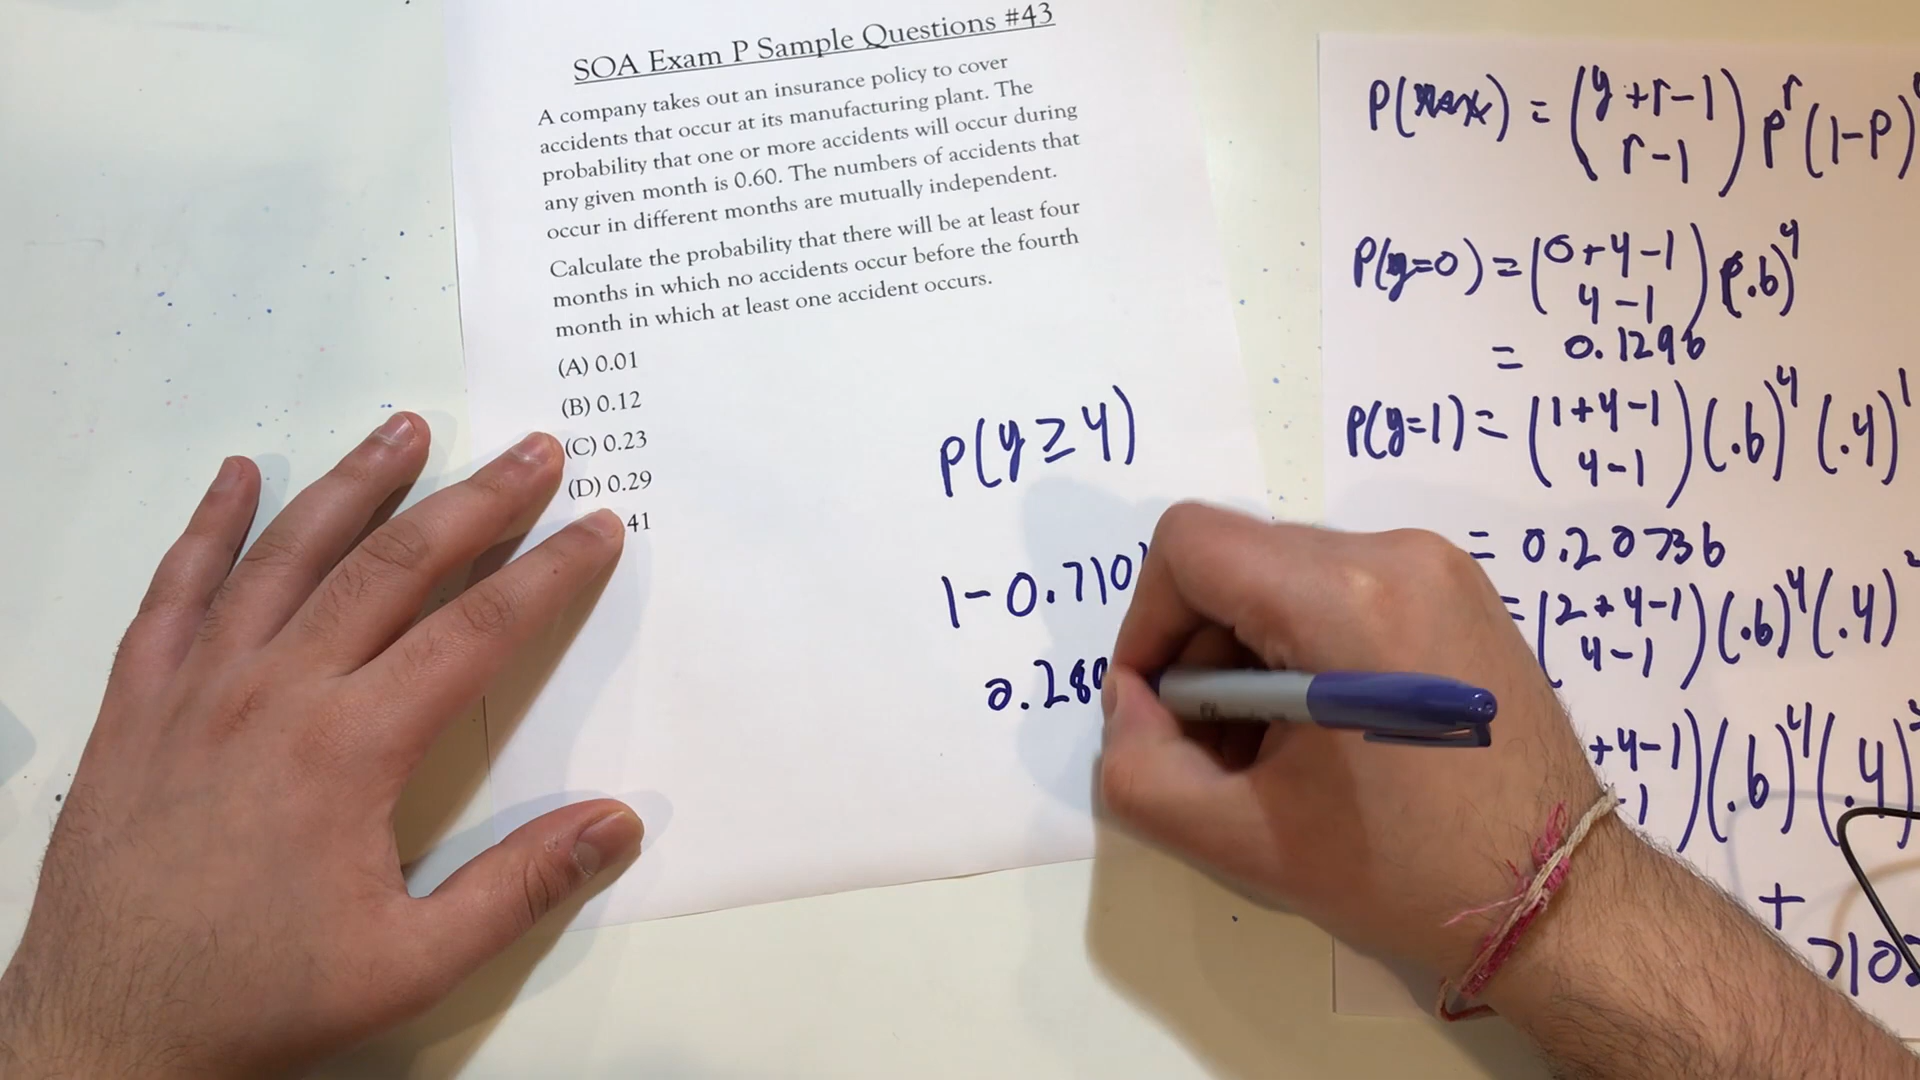 SOA Exam P Sample Questions #43
A company takes out an insurance policy to cover
accidents that occur at its manufacturing plant. The
probability that one or more accidents will occur during
any given month is 0.60. The numbers of accidents that
occur in different months are mutually independent.
Calculate the probability that there will be at least four
months in which no accidents occur before the fourth
month in which at least one accident occurs.
(A) 0.01
(B) 0.12
(C) 0.23
(D) 0.29
41
P(y≥4)
1-0.710
0.289
= (y+r-1 r-1) p^r (1-p)
P(y=0) = (0+4-1 4-1) (.6)^4
= 0.1296
P(y=1) = (1+4-1 4-1) (.6)^4 (.4)^1
= 0.20736
= (2+4-1 4-1) (.6)^4 (.4)
+4-1 -1) (.6)^4 (.4)
+
710